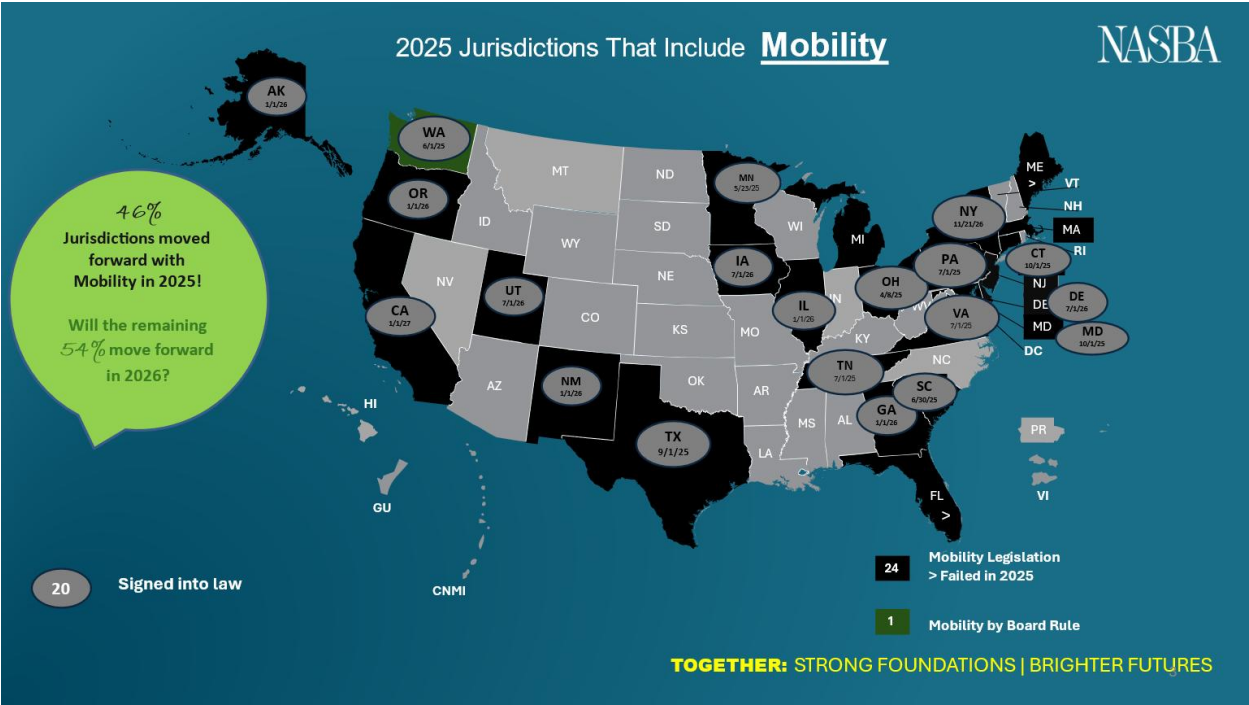 2025 Jurisdictions That Include Mobility
NASBA
AK
1/1/26
WA
6/1/25
OR
1/1/26
CA
1/1/27
NV
ID
MT
WY
UT
7/1/26
AZ
CO
NM
1/1/26
ND
SD
NE
KS
OK
TX
9/1/25
MN
5/23/25
IA
7/1/26
MO
AR
LA
WI
IL
1/1/26
MI
IN
OH
4/8/25
KY
TN
7/1/25
MS
AL
GA
1/1/26
SC
6/30/25
NC
FL
>
WV
VA
7/1/25
PA
7/1/25
NY
11/21/26
ME
>
VT
NH
MA
RI
CT
10/1/25
NJ
DE
DE
7/1/26
MD
MD
10/1/25
DC
PR
VI
HI
GU
CNMI
46%
Jurisdictions moved
forward with
Mobility in 2025!
Will the remaining
54% move forward
in 2026?
20
Signed into law
24
Mobility Legislation
> Failed in 2025
1
Mobility by Board Rule
TOGETHER: STRONG FOUNDATIONS | BRIGHTER FUTURES